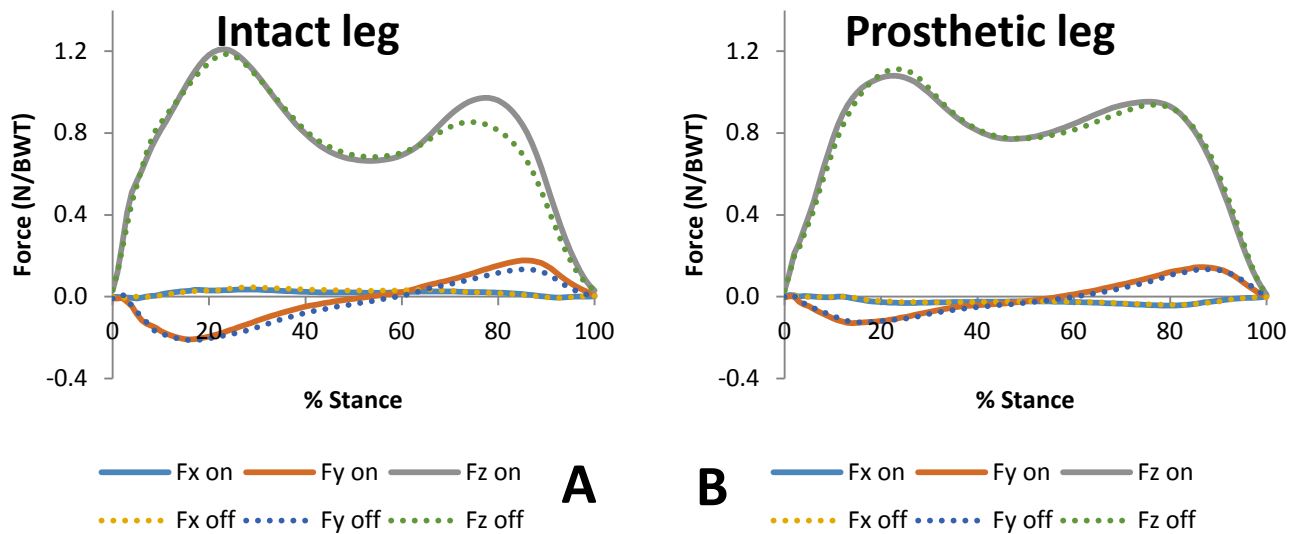 Intact leg
1.2
0.8
0.4
0.0
-0.4
Force (N/BWT)
0 20 40 60 80 100
% Stance
Fx on Fy on Fz on
Fx off Fy off Fz off
A
Prosthetic leg
1.2
0.8
0.4
0.0
-0.4
Force (N/BWT)
0 20 40 60 80 100
% Stance
Fx on Fy on Fz on
Fx off Fy off Fz off
B